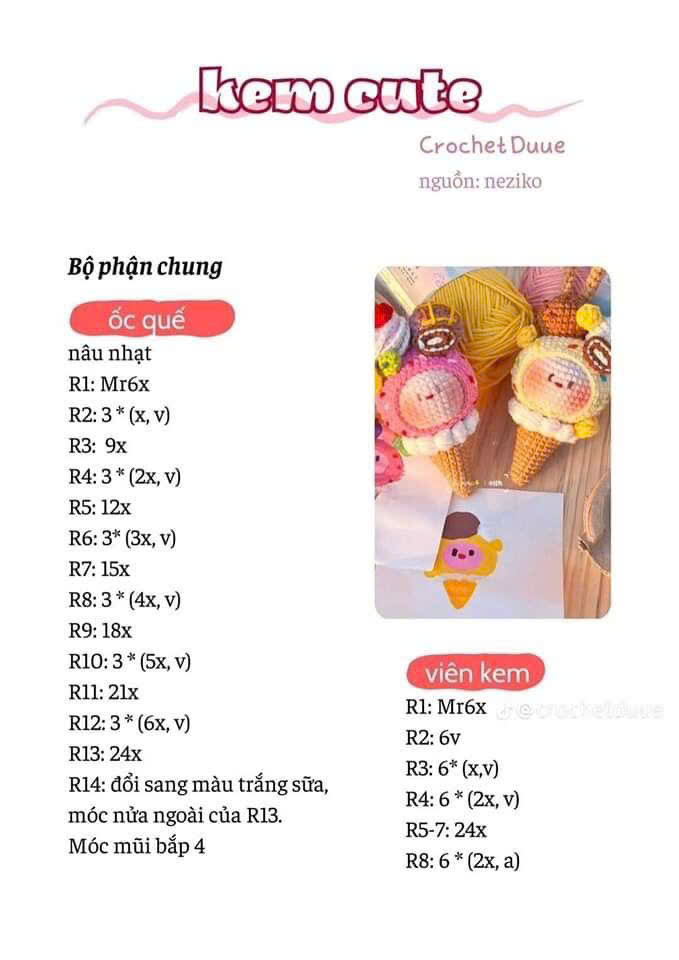 kem cute
Crochet Duue
nguồn: neziko
Bộ phận chung
ốc quế
nâu nhạt
R1: Mr6x
R2: 3 * (x, v)
R3: 9x
R4: 3 * (2x, v)
R5: 12x
R6: 3* (3x, v)
R7: 15x
R8: 3 * (4x, v)
R9: 18x
R10: 3 * (5x, v)
R11: 21x
R12: 3 * (6x, v)
R13: 24x
R14: đổi sang màu trắng sữa,
móc nửa ngoài của R13.
Móc mũi bắp 4
viên kem
R1: Mr6x
@crochetduue
R2: 6v
R3: 6* (x,v)
R4: 6 * (2x, v)
R5-7: 24x
R8: 6 * (2x, a)